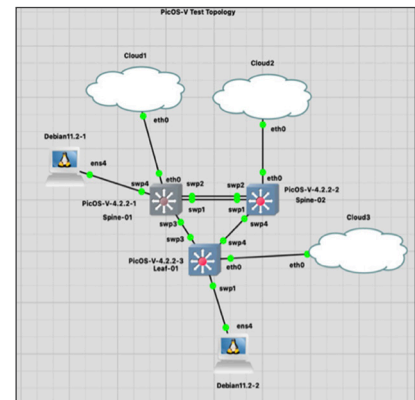 PicOS-V Test Topology
Cloud1
Cloud2
eth0
eth0
Debian11.2-1
ens4
eth0
eth0
swp4
swp2
swp2
PicOS-V-4.2.2-2
PicOS-V-4.2.2-1
swp1
swp1
Spine-02
Spine-01
swp3
swp4
Cloud3
swp3
swp4
PicOS-V-4.2.2-3
Leaf-01
eth0
eth0
swp1
ens4
Debian11.2-2